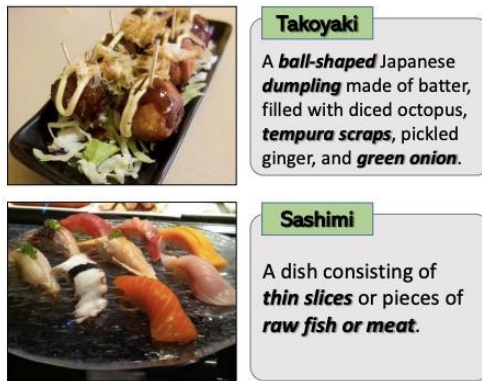 Takoyaki
A ball-shaped Japanese
dumpling made of batter,
filled with diced octopus,
tempura scraps, pickled
ginger, and green onion.
Sashimi
A dish consisting of
thin slices or pieces of
raw fish or meat.